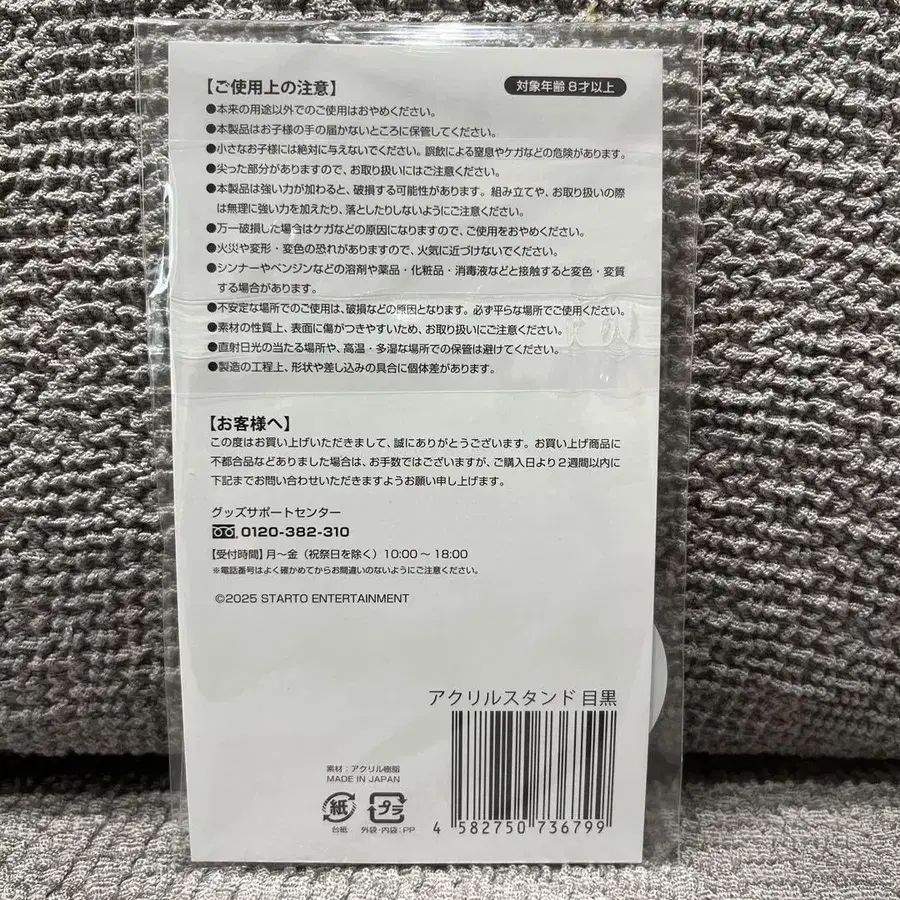 【ご使用上の注意】
対象年齢 8才以上
●本来の用途以外でのご使用はおやめください。
●本製品はお子様の手の届かないところに保管してください。
●小さなお子様には絶対に与えないでください。誤飲による窒息やケガなどの危険があります。
●尖った部分がありますので、お取り扱いにはご注意ください。
●本製品は強い力が加わると、破損する可能性があります。組み立てや、お取り扱いの際
は無理に強い力を加えたり、落としたりしないようにご注意ください。
●万一破損した場合はケガなどの原因になりますので、ご使用をおやめください。
●火災や変形・変色の恐れがありますので、火気に近づけないでください。
●シンナーやベンジンなどの溶剤や薬品・化粧品・消毒液などと接触すると変色・変質
する場合があります。
●不安定な場所でのご使用は、破損などの原因となります。必ず平らな場所でご使用ください。
●素材の性質上、表面に傷がつきやすいため、お取り扱いにご注意ください。
●直射日光の当たる場所や、高温・多湿な場所での保管は避けてください。
●製造の工程上、形状や差し込みの具合に個体差があります。
【お客様へ】
この度はお買い上げいただきまして、誠にありがとうございます。お買い上げ商品に
不都合品などありました場合は、お手数ではございますが、ご購入日より2週間以内に
下記までお問い合わせいただきますようお願い申し上げます。
グッズサポートセンター
0120-382-310
【受付時間】月〜金（祝祭日を除く）10:00〜18:00
※電話番号はよく確かめてからお間違いのないようにご注意ください。
©2025 STARTO ENTERTAINMENT
アクリルスタンド 目黒
素材：アクリル樹脂
MADE IN JAPAN
紙
プラ
台紙
外袋・内袋：PP
4 582750 736799